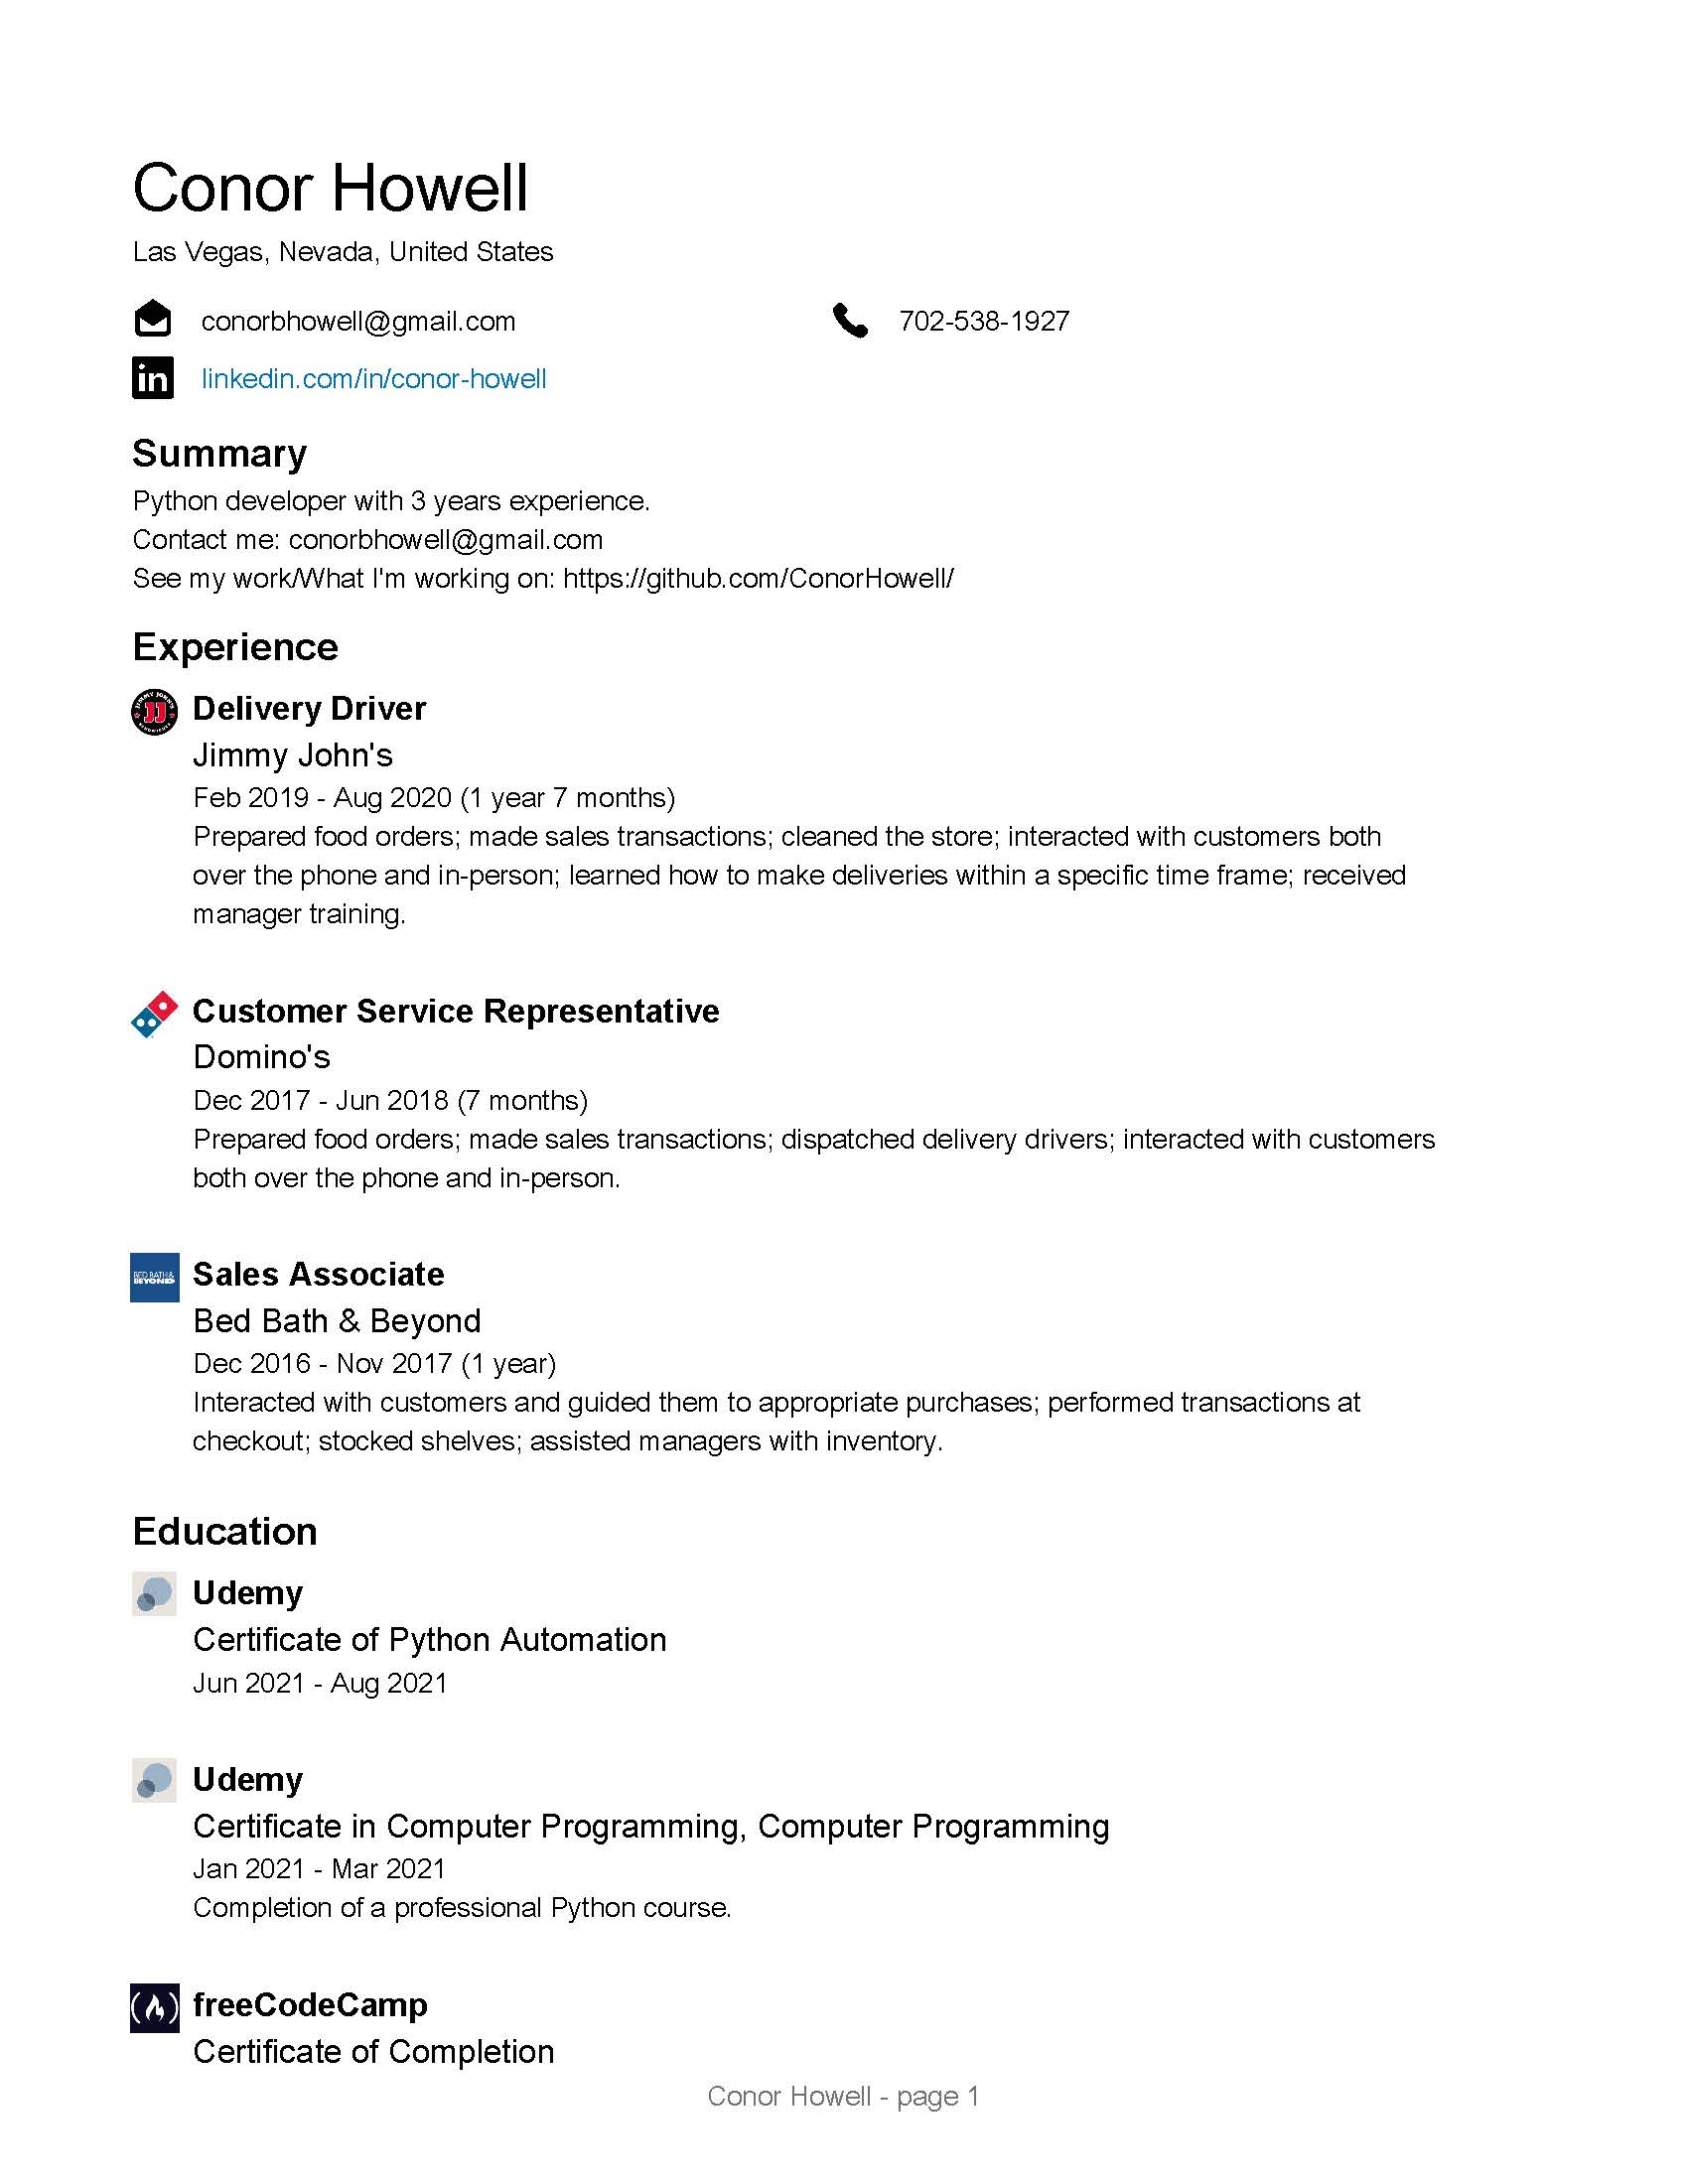 Conor Howell
Las Vegas, Nevada, United States
conorbhowell@gmail.com 702-538-1927
in linkedin.com/in/conor-howell
Summary
Python developer with 3 years experience.
Contact me: conorbhowell@gmail.com
See my work/What I'm working on: https://github.com/ConorHowell/
Experience
JIMMY JOHN'S
JJ
Delivery Driver
Jimmy John's
Feb 2019 - Aug 2020 (1 year 7 months)
Prepared food orders; made sales transactions; cleaned the store; interacted with customers both
over the phone and in-person; learned how to make deliveries within a specific time frame; received
manager training.
Customer Service Representative
Domino's
Dec 2017 - Jun 2018 (7 months)
Prepared food orders; made sales transactions; dispatched delivery drivers; interacted with customers
both over the phone and in-person.
BED BATH &
BEYOND
Sales Associate
Bed Bath & Beyond
Dec 2016 - Nov 2017 (1 year)
Interacted with customers and guided them to appropriate purchases; performed transactions at
checkout; stocked shelves; assisted managers with inventory.
Education
Udemy
Certificate of Python Automation
Jun 2021 - Aug 2021
Udemy
Certificate in Computer Programming, Computer Programming
Jan 2021 - Mar 2021
Completion of a professional Python course.
freeCodeCamp
Certificate of Completion
Conor Howell - page 1